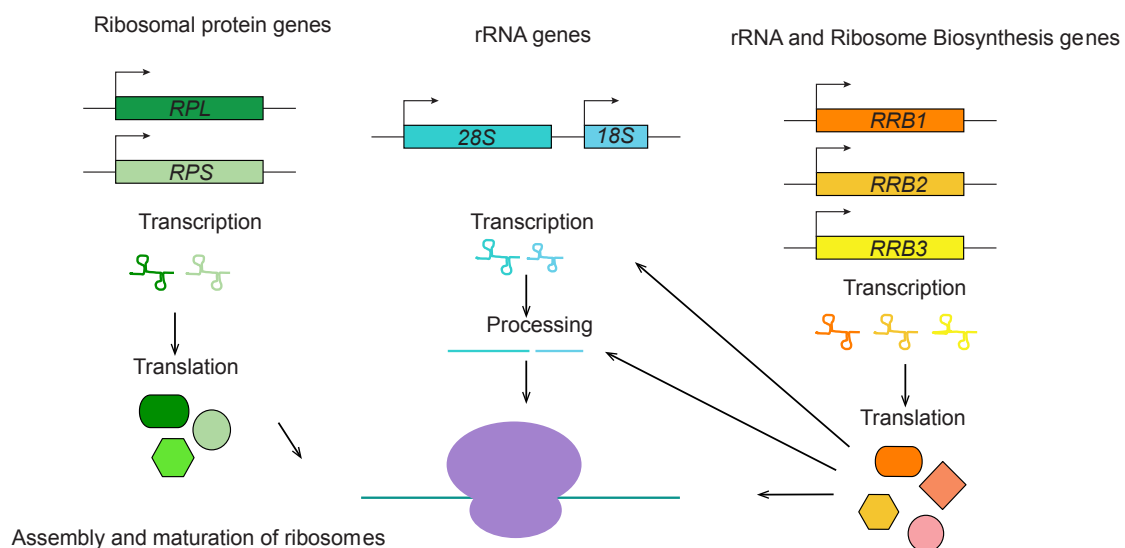 Ribosomal protein genes
RPL
RPS
Transcription
Translation
rRNA genes
28S
18S
Transcription
Processing
rRNA and Ribosome Biosynthesis genes
RRB1
RRB2
RRB3
Transcription
Translation
Assembly and maturation of ribosomes